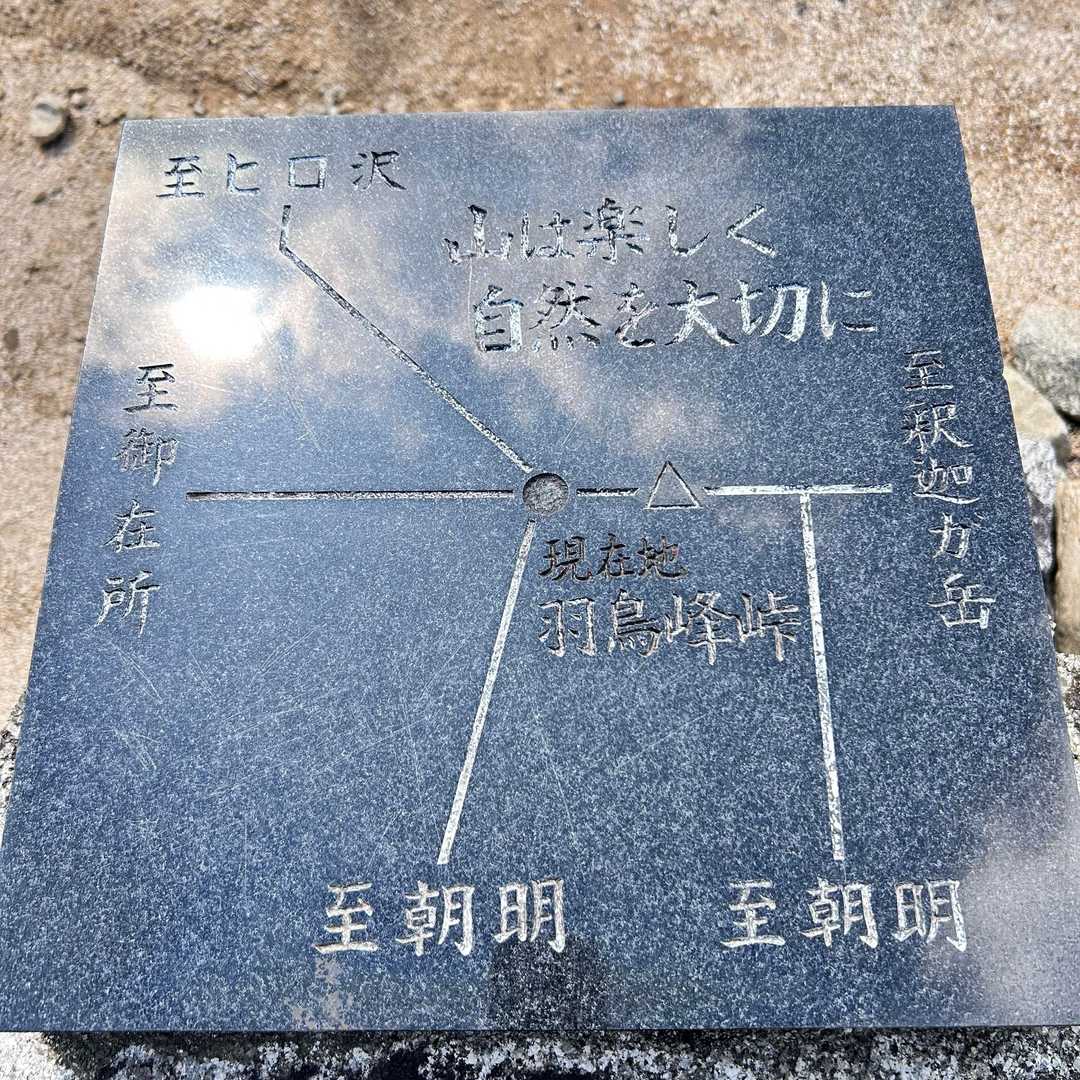 至ヒロ沢
山は楽しく
自然を大切に
至御在所
至釈迦が岳
現在地
羽鳥峰峠
至朝明
至朝明